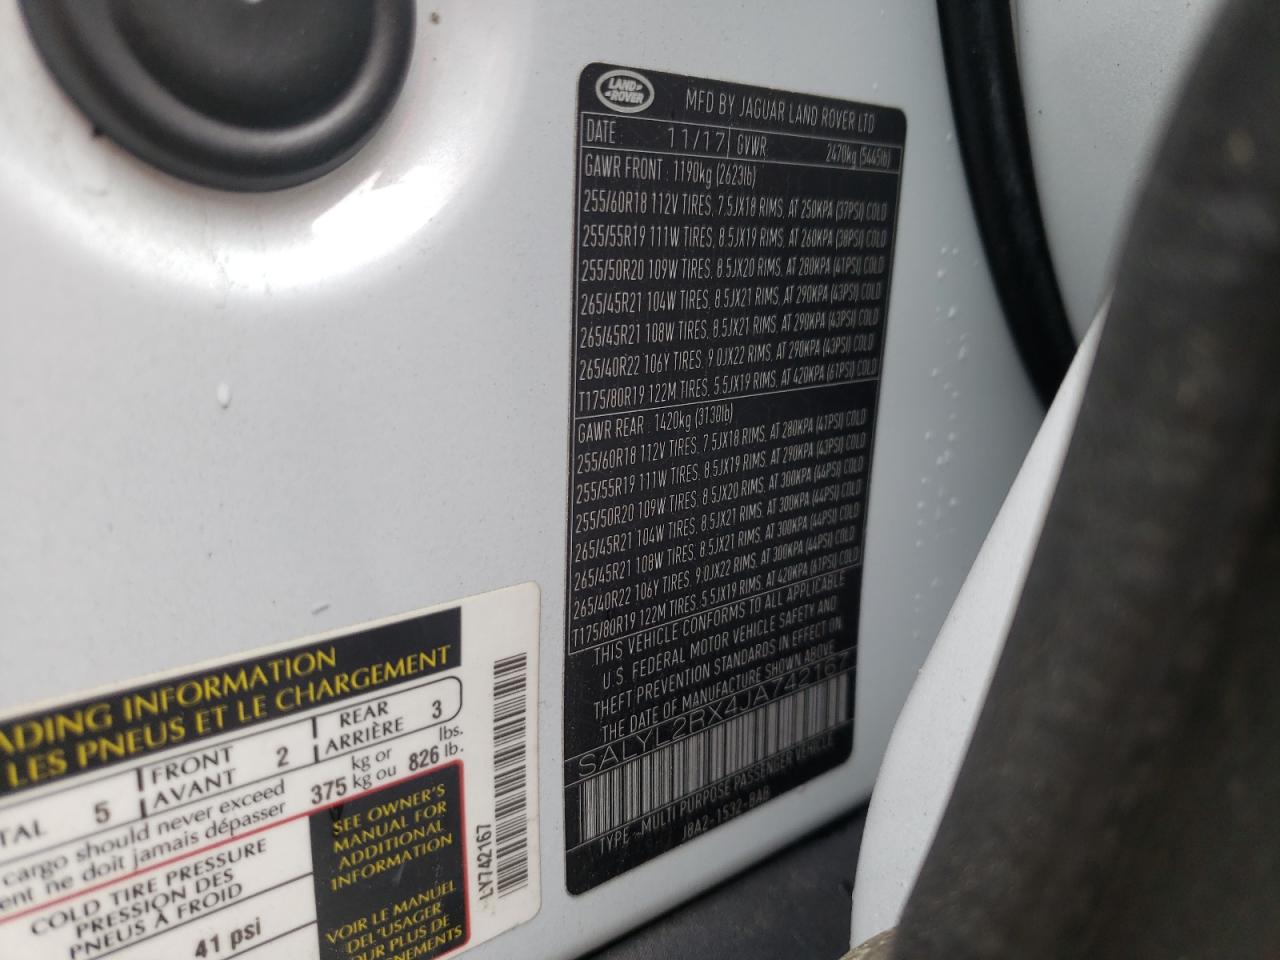 LAND-
-ROVER
MFD BY JAGUAR LAND ROVER LTD
DATE : 11/17 GVWR 2470kg (5445lb)
GAWR FRONT : 1190kg (2623lb)
255/60R18 112V TIRES, 7.5JX18 RIMS, AT 250KPA (37PSI) COLD
255/55R19 111W TIRES, 8.5JX19 RIMS, AT 260KPA (38PSI) COLD
255/50R20 109W TIRES, 8.5JX20 RIMS, AT 280KPA (41PSI) COLD
265/45R21 104W TIRES, 8.5JX21 RIMS, AT 290KPA (43PSI) COLD
265/45R21 108W TIRES, 8.5JX21 RIMS, AT 290KPA (43PSI) COLD
265/40R22 106Y TIRES, 9.0JX22 RIMS, AT 290KPA (43PSI) COLD
T175/80R19 122M TIRES, 5.5JX19 RIMS, AT 420KPA (61PSI) COLD
GAWR REAR : 1420kg (3130lb)
255/60R18 112V TIRES, 7.5JX18 RIMS, AT 280KPA (41PSI) COLD
255/55R19 111W TIRES, 8.5JX19 RIMS, AT 290KPA (43PSI) COLD
255/50R20 109W TIRES, 8.5JX20 RIMS, AT 300KPA (44PSI) COLD
265/45R21 104W TIRES, 8.5JX21 RIMS, AT 300KPA (44PSI) COLD
265/45R21 108W TIRES, 8.5JX21 RIMS, AT 300KPA (44PSI) COLD
265/40R22 106Y TIRES, 9.0JX22 RIMS, AT 300KPA (44PSI) COLD
T175/80R19 122M TIRES, 5.5JX19 RIMS, AT 420KPA (61PSI) COLD
THIS VEHICLE CONFORMS TO ALL APPLICABLE
U.S. FEDERAL MOTOR VEHICLE SAFETY AND
THEFT PREVENTION STANDARDS IN EFFECT ON
THE DATE OF MANUFACTURE SHOWN ABOVE
SALYL2RX4JA742167
TYPE -MULTI PURPOSE PASSENGER VEHICLE
J8A2-1532-BAB
ADING INFORMATION
LES PNEUS ET LE CHARGEMENT
TAL 5 FRONT AVANT 2 REAR ARRIÈRE 3
cargo should never exceed 375 kg or 826 lbs.
ent ne doit jamais dépasser kg ou lb.
COLD TIRE PRESSURE
PRESSION DES
PNEUS À FROID
41 psi
SEE OWNER'S
MANUAL FOR
ADDITIONAL
INFORMATION
VOIR LE MANUEL
DEL'USAGER
OUR PLUS DE
NEMENTS
LV742167